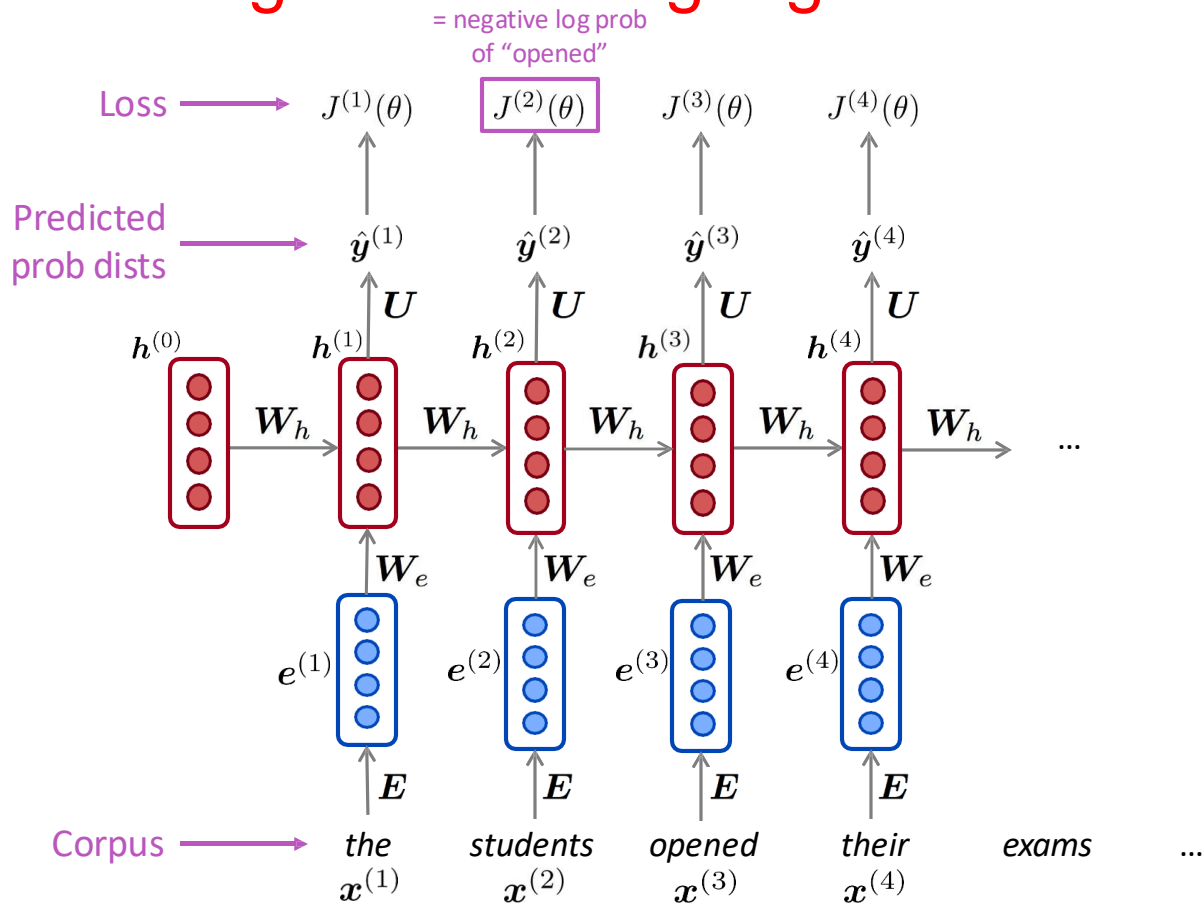 = negative log prob
of “opened”
Loss J⁽¹⁾(θ) J⁽²⁾(θ) J⁽³⁾(θ) J⁽⁴⁾(θ)
Predicted
prob dists
ŷ⁽¹⁾ ŷ⁽²⁾ ŷ⁽³⁾ ŷ⁽⁴⁾
U U U U
h⁽⁰⁾ h⁽¹⁾ h⁽²⁾ h⁽³⁾ h⁽⁴⁾
W_h W_h W_h W_h W_h ...
W_e W_e W_e W_e
e⁽¹⁾ e⁽²⁾ e⁽³⁾ e⁽⁴⁾
E E E E
Corpus the students opened their exams ...
x⁽¹⁾ x⁽²⁾ x⁽³⁾ x⁽⁴⁾